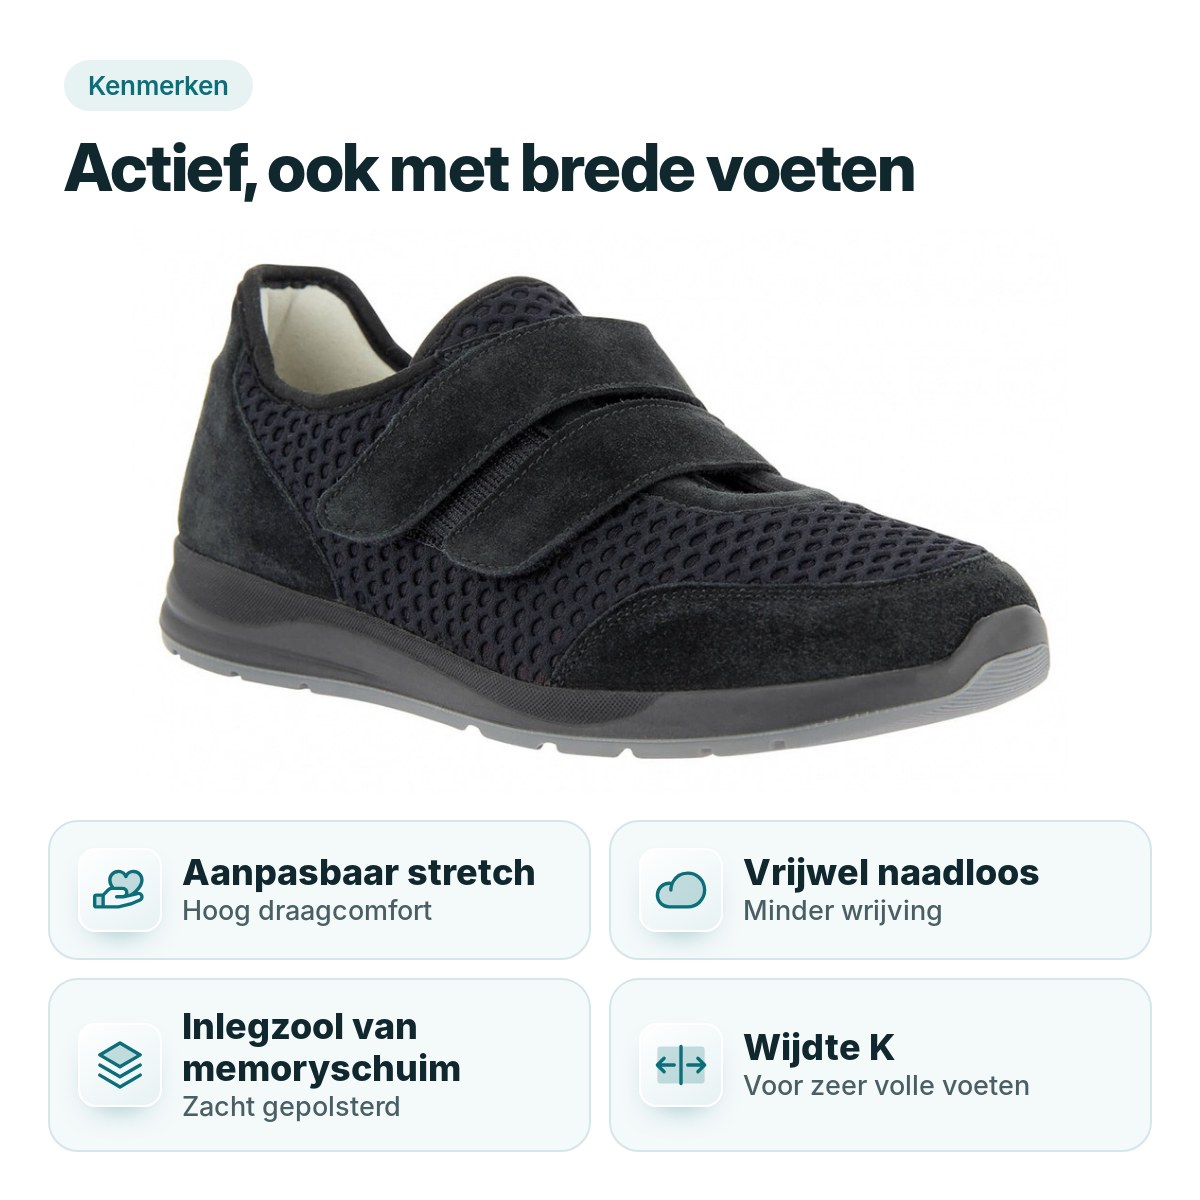 Kenmerken
Actief, ook met brede voeten
Aanpasbaar stretch
Hoog draagcomfort
Vrijwel naadloos
Minder wrijving
Inlegzool van
memoryschuim
Zacht gepolsterd
Wijdte K
Voor zeer volle voeten